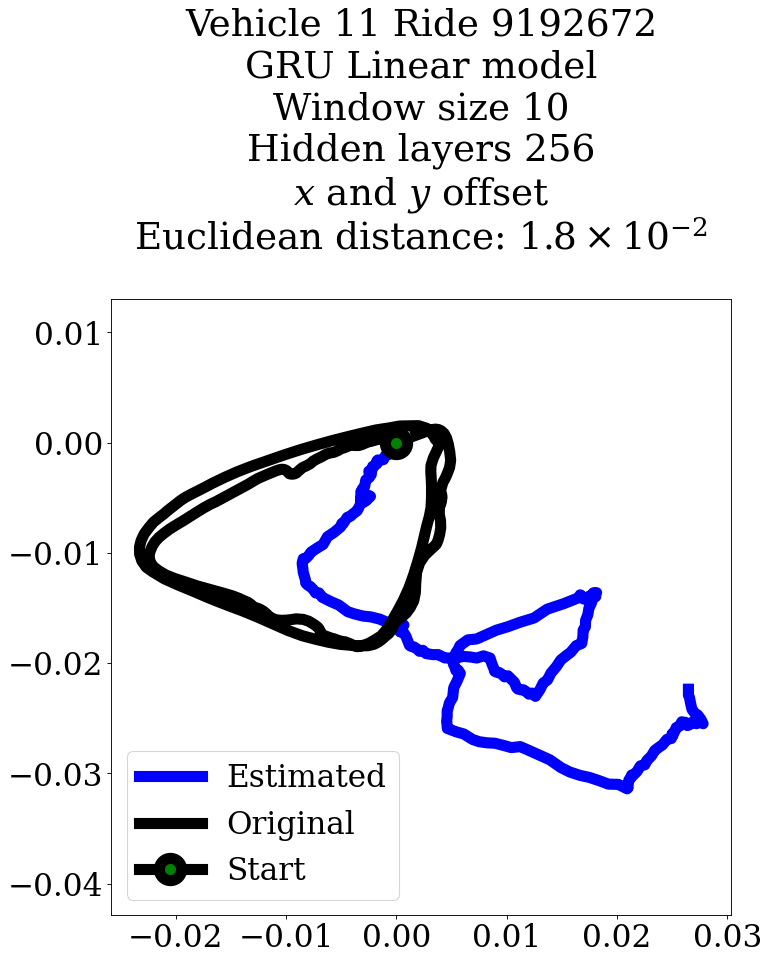 Vehicle 11 Ride 9192672
GRU Linear model
Window size 10
Hidden layers 256
x and y offset
Euclidean distance: 1.8 × 10⁻²
0.01
0.00
−0.01
−0.02
−0.03
−0.04
Estimated
Original
Start
−0.02 −0.01 0.00 0.01 0.02 0.03